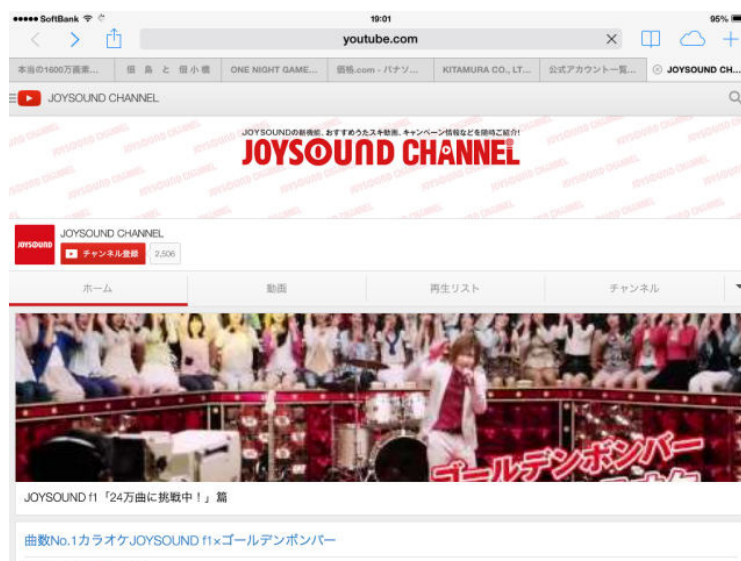 SoftBank
19:01
95%
youtube.com
本当の1600万画素...
ONE NIGHT GAME...
価格.com - パナソ...
KITAMURA CO., LT...
公式アカウント一覧...
JOYSOUND CH...
JOYSOUND CHANNEL
JOYSOUNDの新機能、おすすめうたスキ動画、キャンペーン情報などを随時ご紹介!
JOYSOUND CHANNEL
JOYSOUND
JOYSOUND CHANNEL
チャンネル登録
2,506
ホーム
動画
再生リスト
チャンネル
ゴールデンボンバー
JOYSOUND f1「24万曲に挑戦中！」篇
曲数No.1カラオケJOYSOUND f1×ゴールデンボンバー